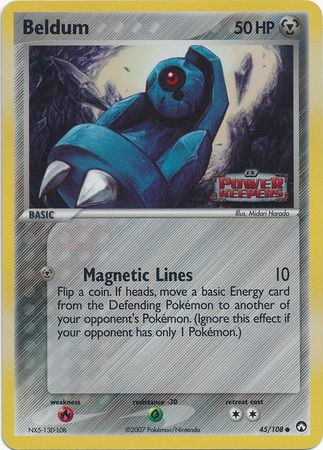 Beldum 50 HP
EX
POWER
KEEPERS
BASIC
Illus. Midori Harada
Magnetic Lines 10
Flip a coin. If heads, move a basic Energy card
from the Defending Pokémon to another of
your opponent's Pokémon. (Ignore this effect if
your opponent has only 1 Pokémon.)
weakness resistance -30 retreat cost
NX5-13D-L08 ©2007 Pokémon/Nintendo 45/108 ●